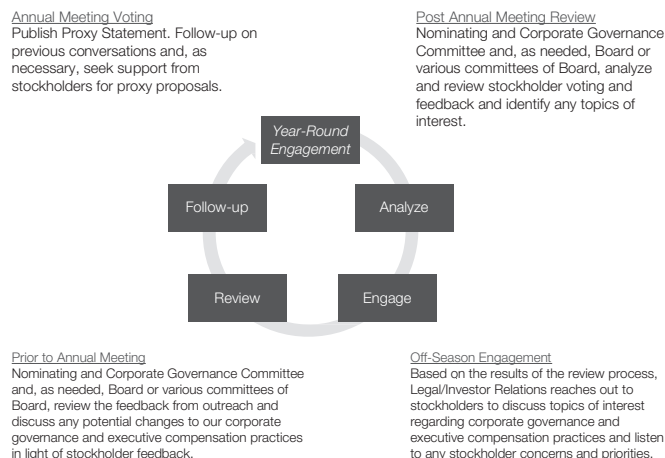 Annual Meeting Voting
Publish Proxy Statement. Follow-up on
previous conversations and, as
necessary, seek support from
stockholders for proxy proposals.
Post Annual Meeting Review
Nominating and Corporate Governance
Committee and, as needed, Board or
various committees of Board, analyze
and review stockholder voting and
feedback and identify any topics of
interest.
Year-Round
Engagement
Follow-up
Analyze
Review
Engage
Prior to Annual Meeting
Nominating and Corporate Governance Committee
and, as needed, Board or various committees of
Board, review the feedback from outreach and
discuss any potential changes to our corporate
governance and executive compensation practices
in light of stockholder feedback.
Off-Season Engagement
Based on the results of the review process,
Legal/Investor Relations reaches out to
stockholders to discuss topics of interest
regarding corporate governance and
executive compensation practices and listen
to any stockholder concerns and priorities.